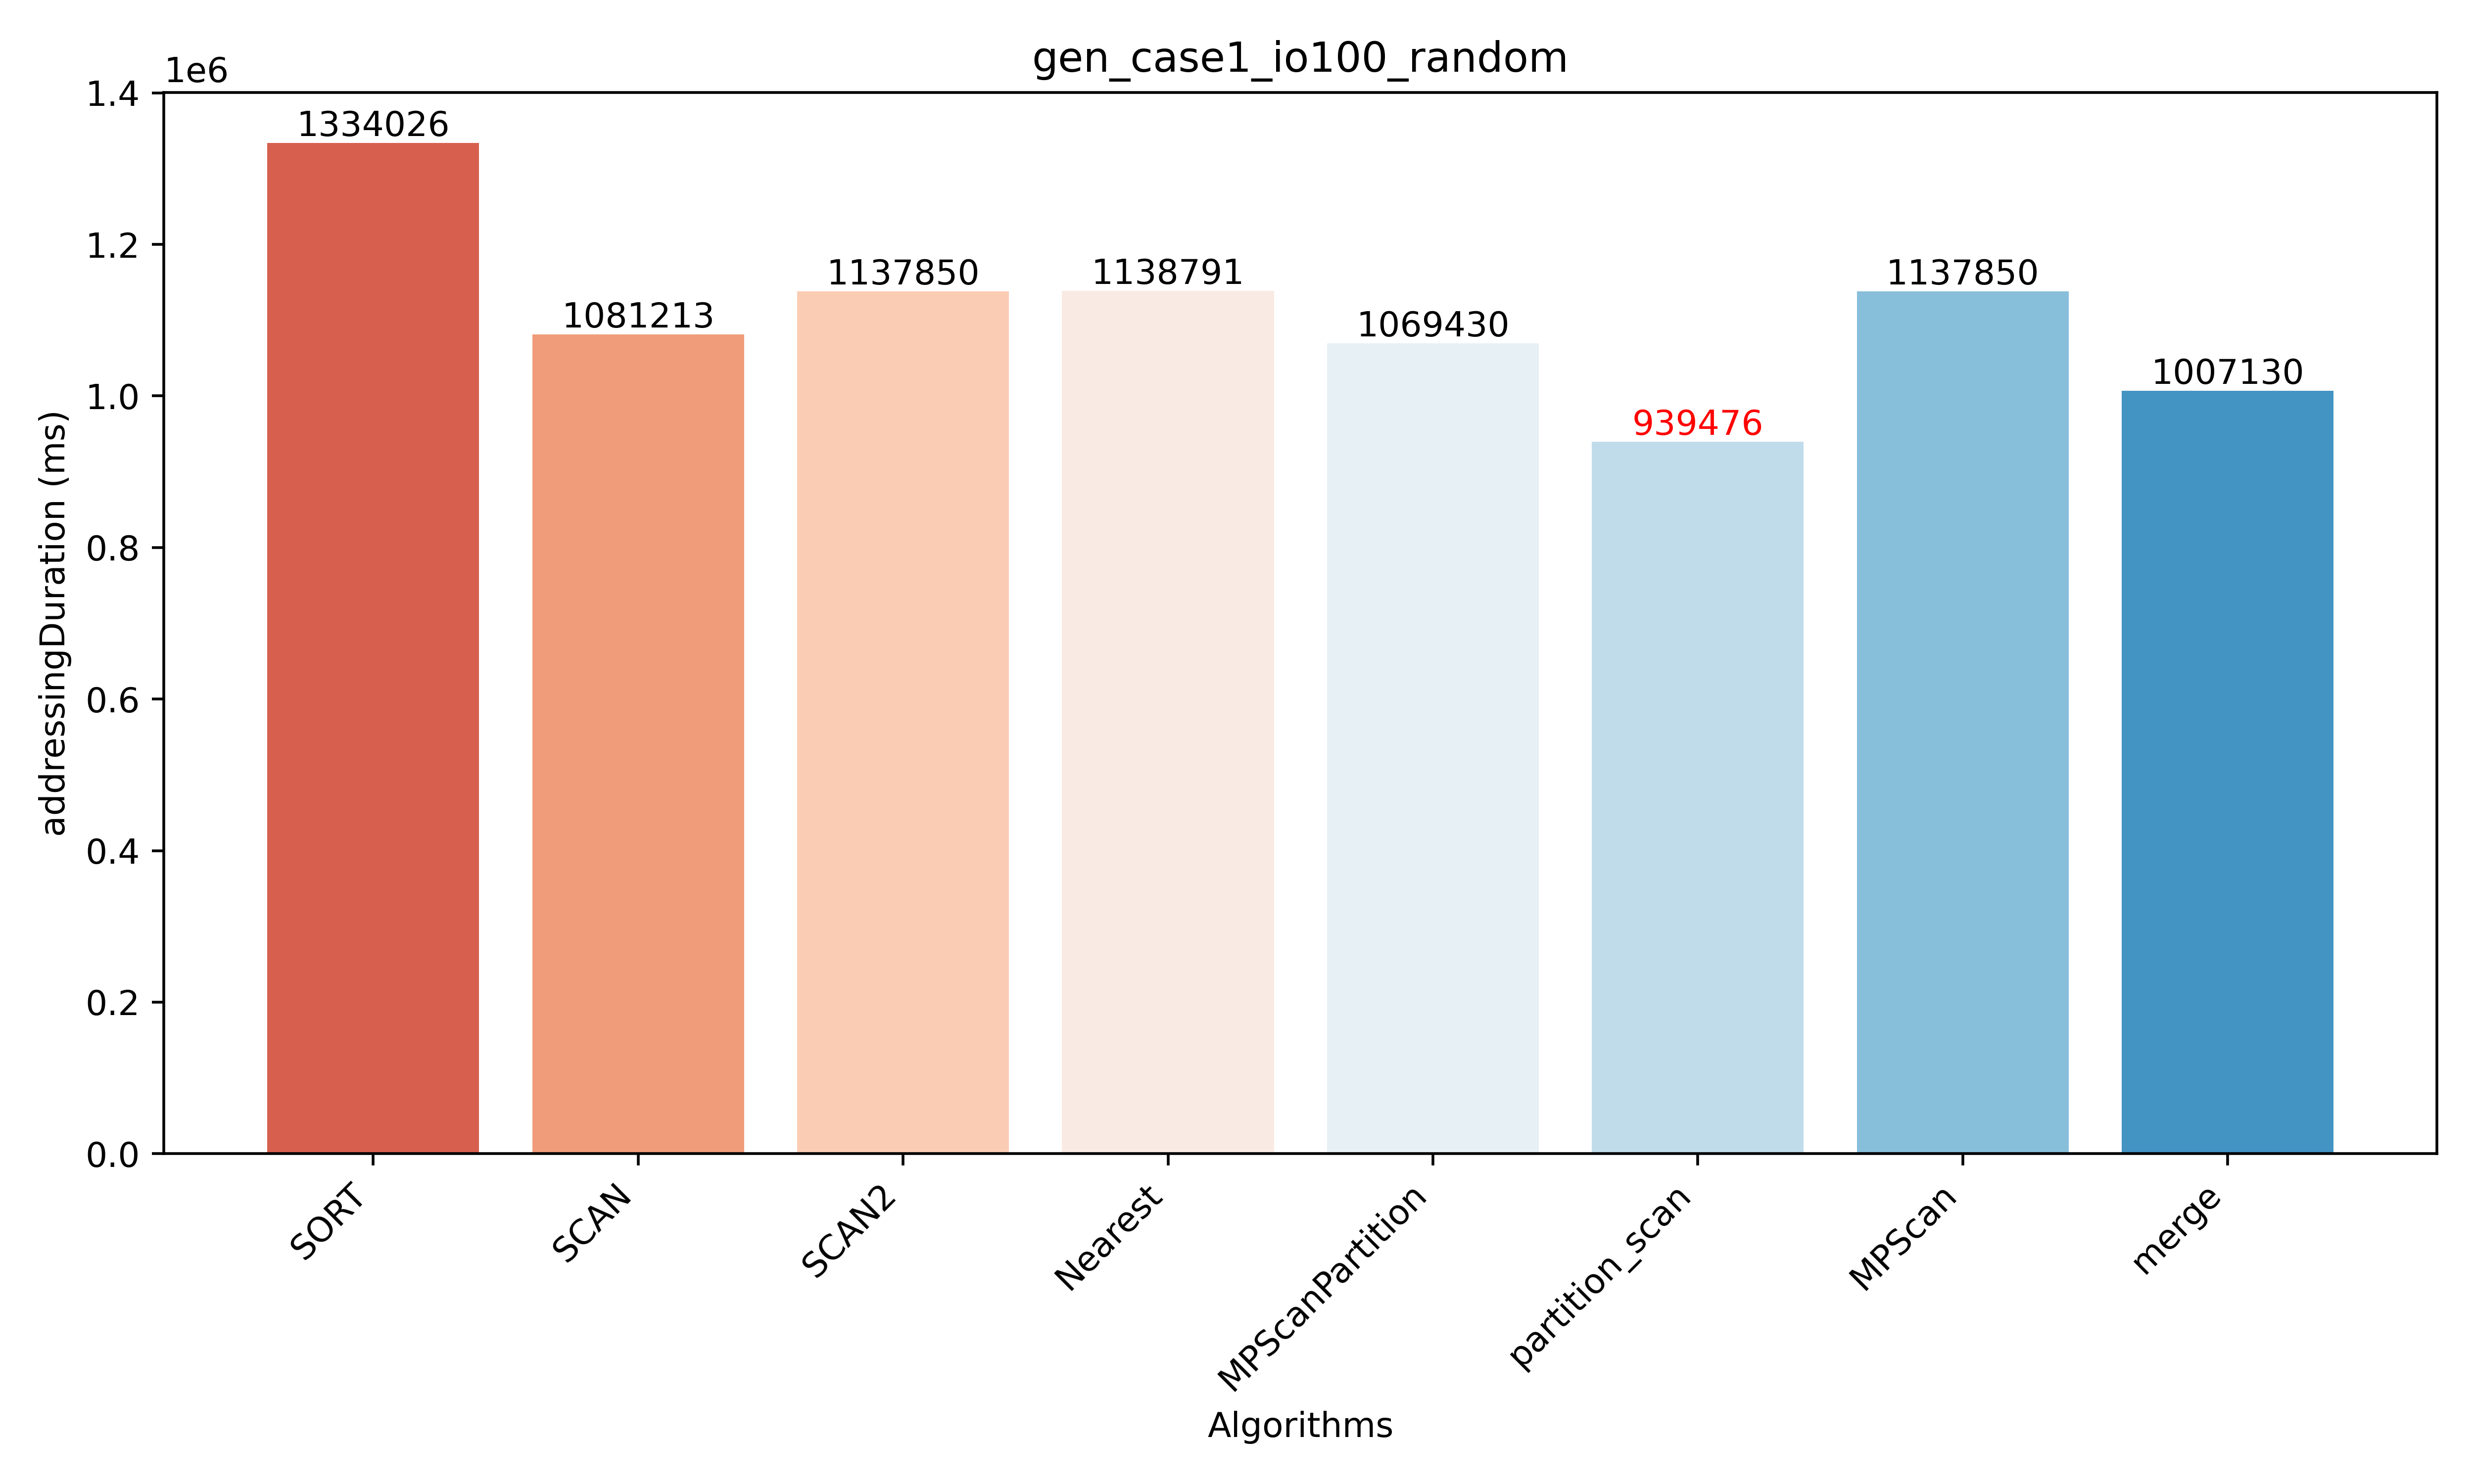 gen_case1_io100_random
1e6
1.4
1.2
1.0
0.8
0.6
0.4
0.2
0.0
addressingDuration (ms)
1334026
1081213
1137850
1138791
1069430
939476
1137850
1007130
SORT
SCAN
SCAN2
Nearest
MPScanPartition
partition_scan
MPScan
merge
Algorithms